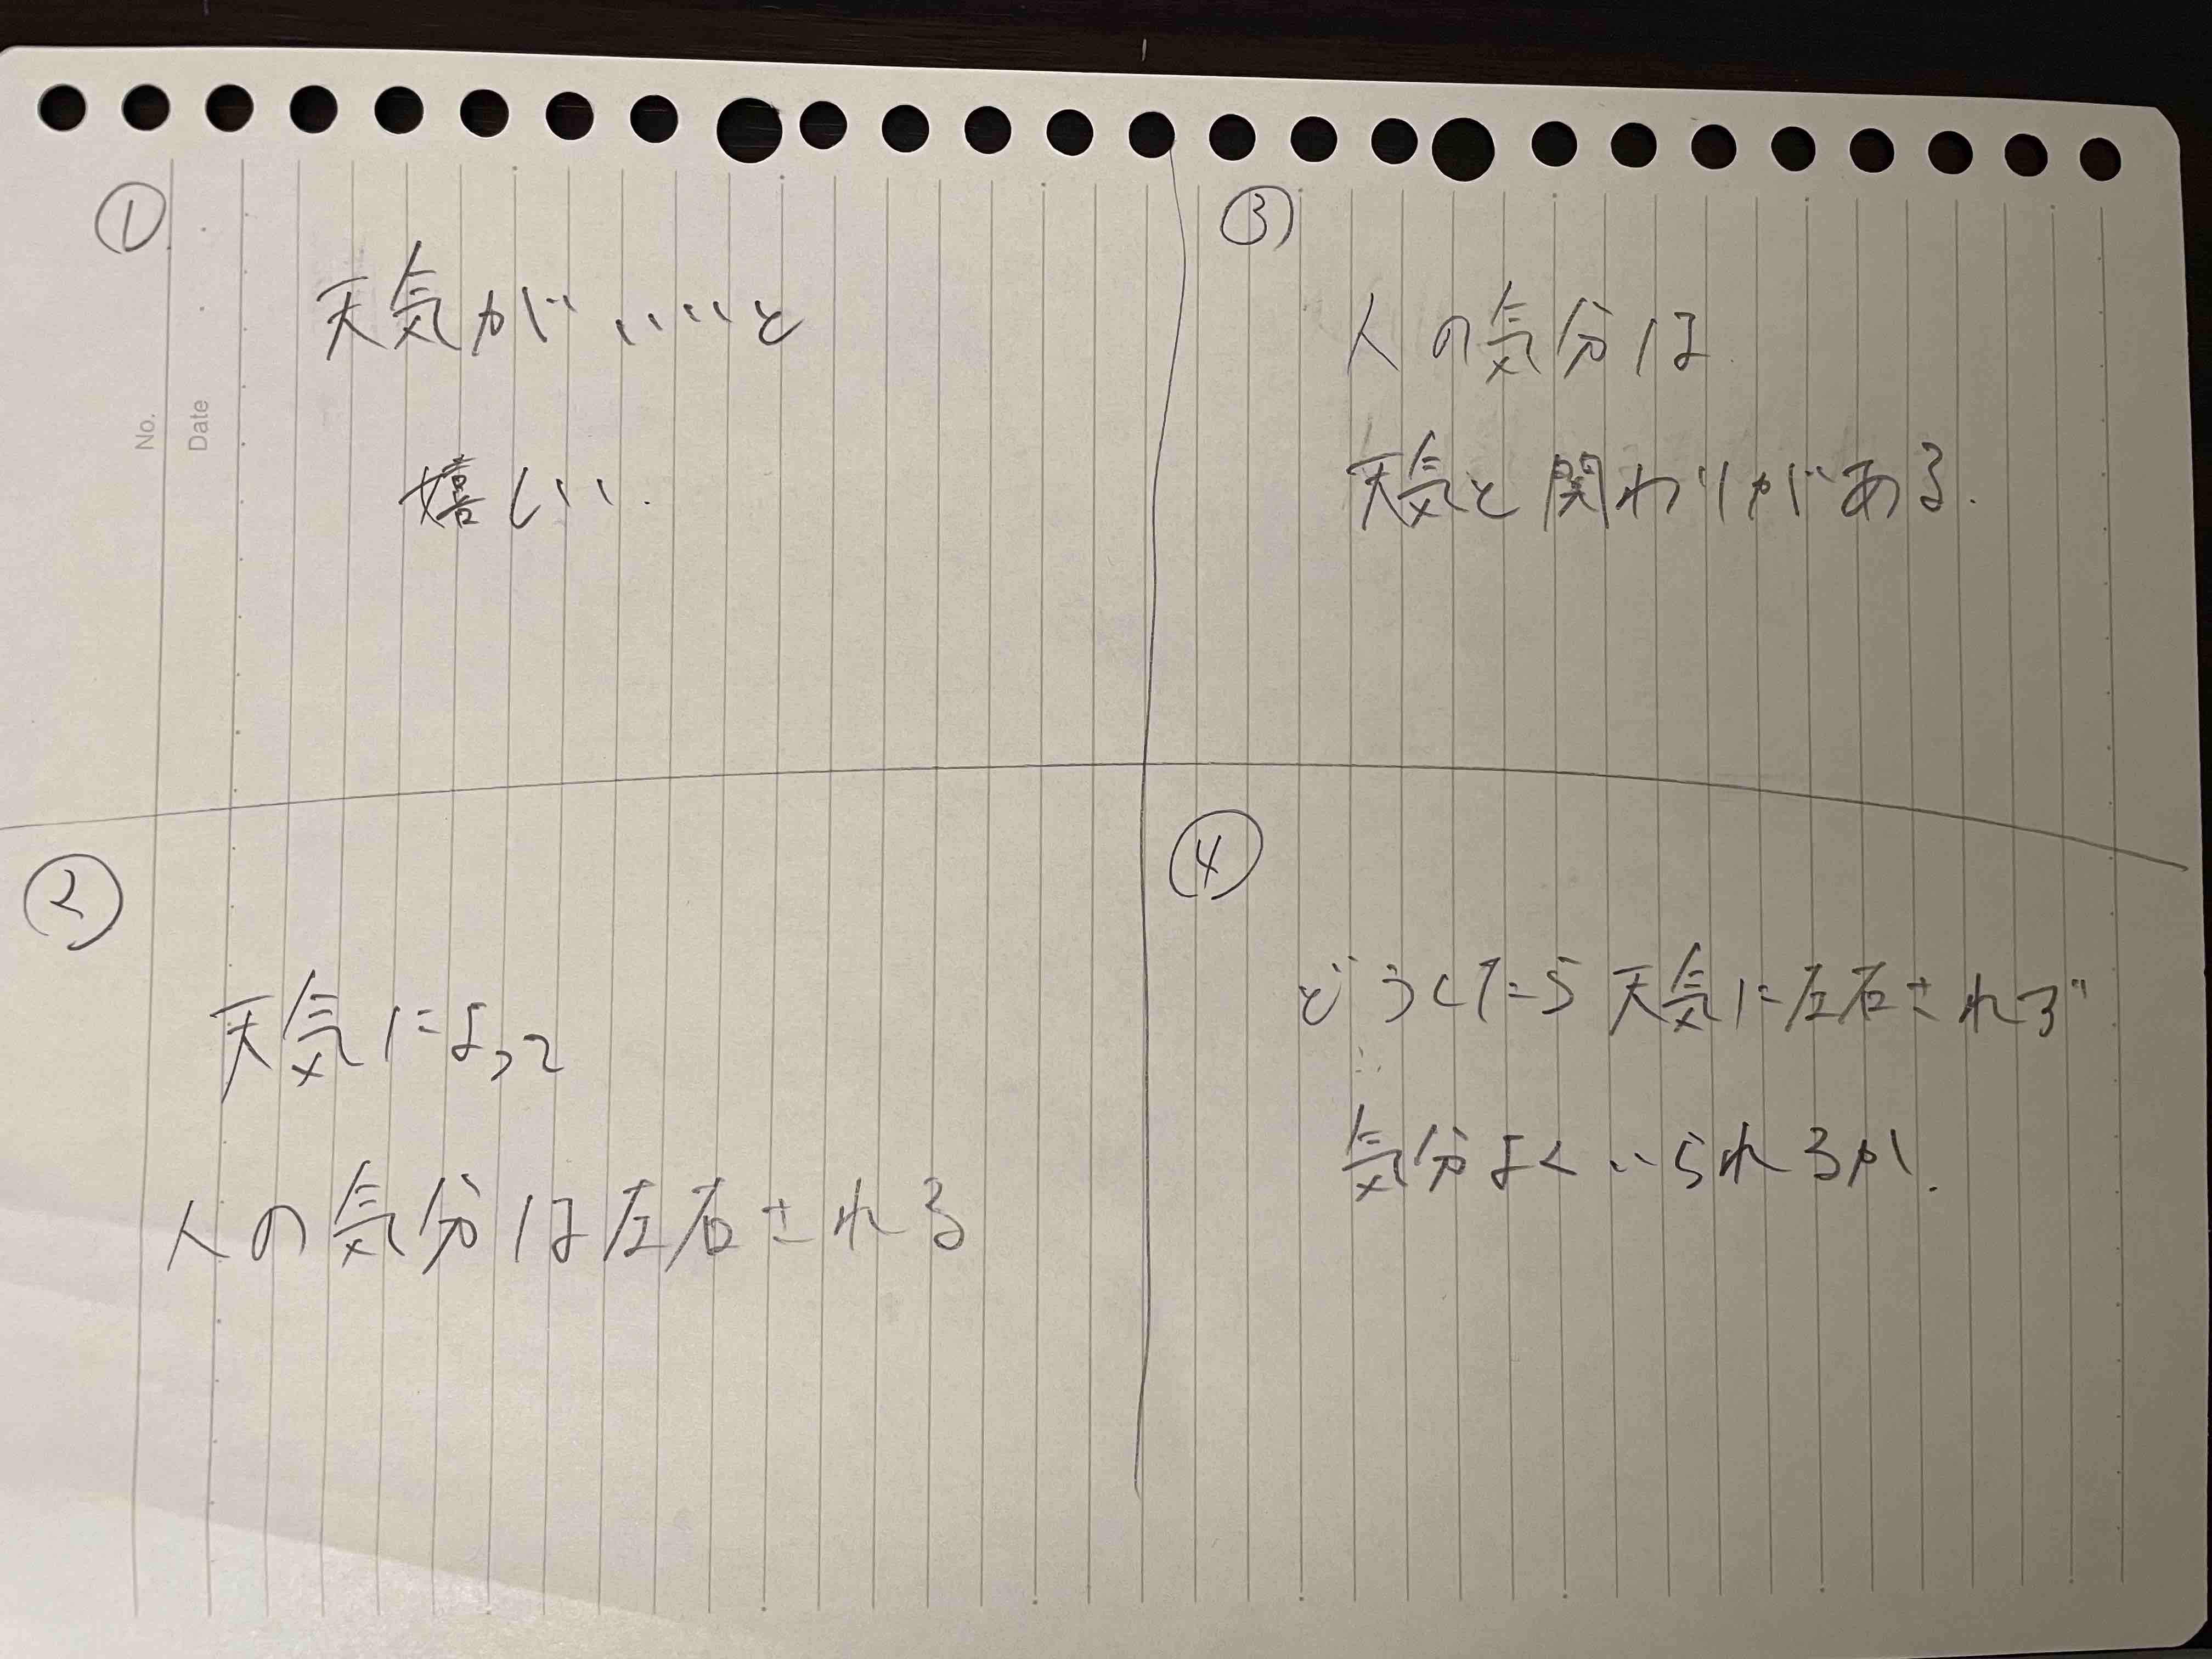 ①
天気がいいと
嬉しい.
No.
Date
②
天気によって
人の気分は左右される
③
人の気分は
天気と関わりがある.
④
どうしたら天気に左右されず
気分よくいられるか.